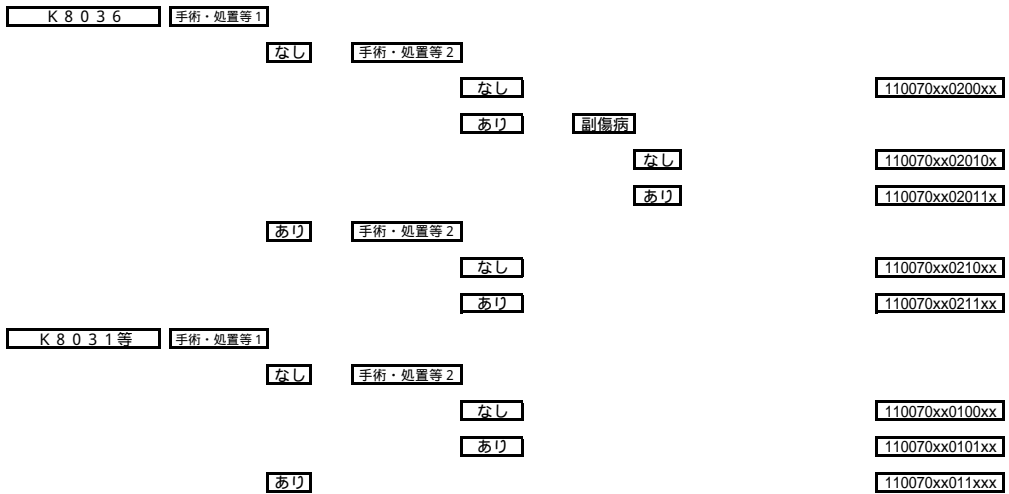 Ｋ８０３６ 手術・処置等１
なし 手術・処置等２
なし 110070xx0200xx
あり 副傷病
なし 110070xx02010x
あり 110070xx02011x
あり 手術・処置等２
なし 110070xx0210xx
あり 110070xx0211xx
Ｋ８０３１等 手術・処置等１
なし 手術・処置等２
なし 110070xx0100xx
あり 110070xx0101xx
あり 110070xx011xxx